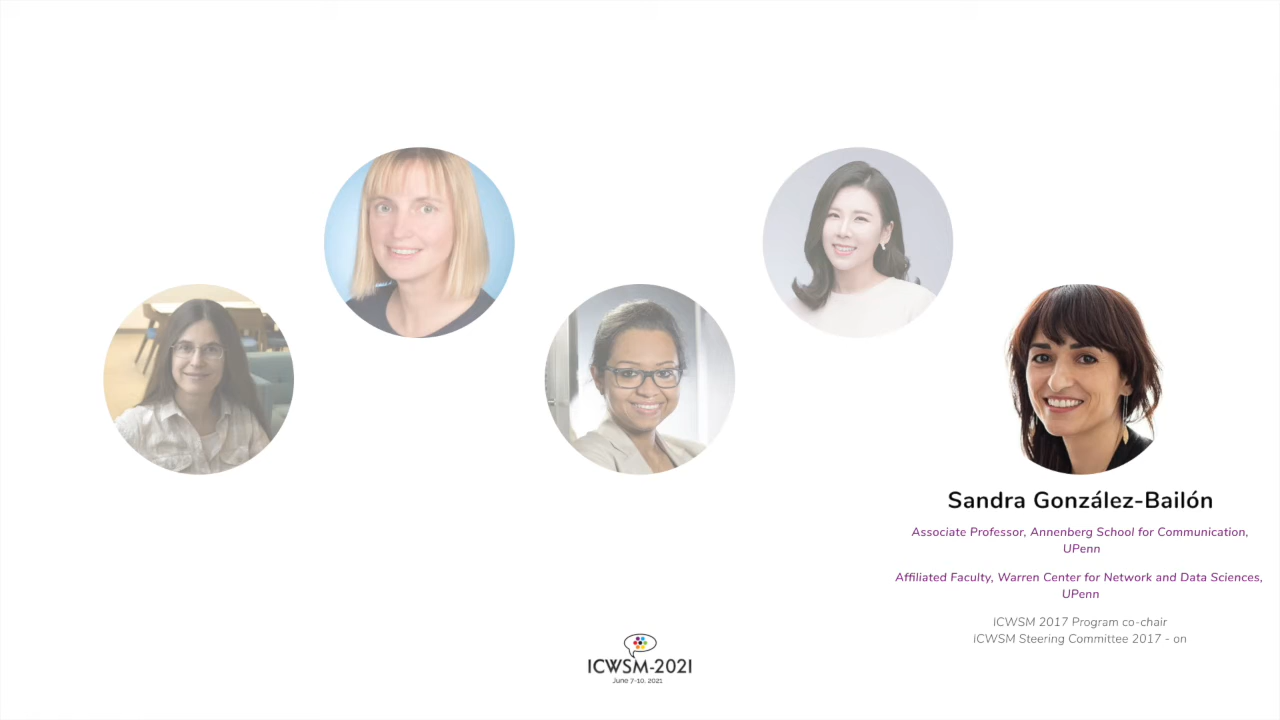 Sandra González-Bailón
Associate Professor, Annenberg School for Communication,
UPenn
Affiliated Faculty, Warren Center for Network and Data Sciences,
UPenn
ICWSM 2017 Program co-chair
ICWSM Steering Committee 2017 - on
ICWSM-2021
June 7-10, 2021